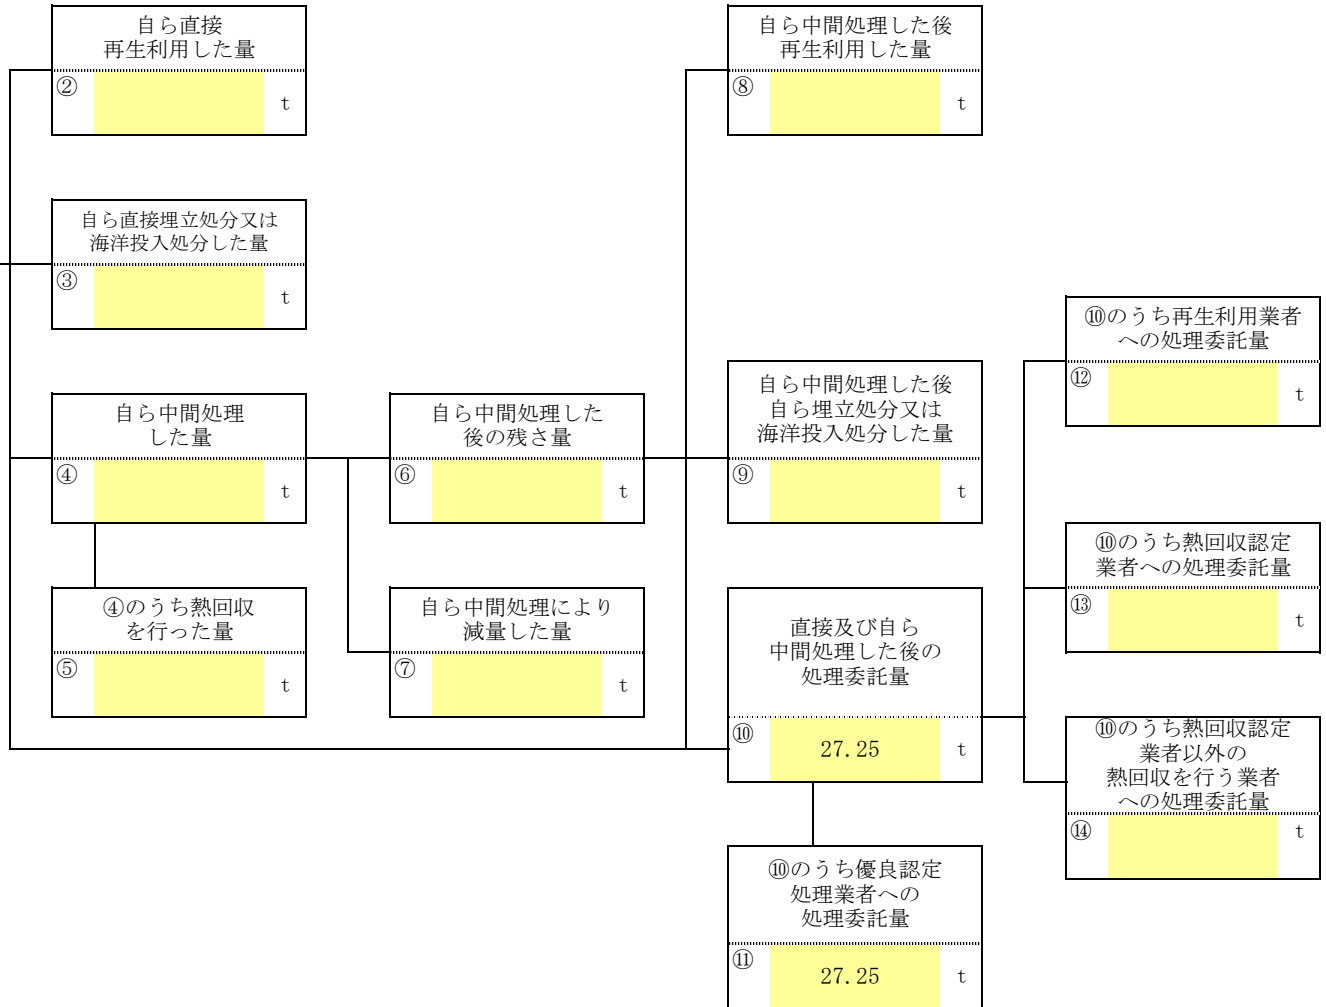 自ら直接
再生利用した量
② t
自ら中間処理した後
再生利用した量
⑧ t
自ら直接埋立処分又は
海洋投入処分した量
③ t
⑩のうち再生利用業者
への処理委託量
⑫ t
自ら中間処理
した量
④ t
自ら中間処理した
後の残さ量
⑥ t
自ら中間処理した後
自ら埋立処分又は
海洋投入処分した量
⑨ t
⑩のうち熱回収認定
業者への処理委託量
⑬ t
④のうち熱回収
を行った量
⑤ t
自ら中間処理により
減量した量
⑦ t
直接及び自ら
中間処理した後の
処理委託量
⑩ 27.25 t
⑩のうち熱回収認定
業者以外の
熱回収を行う業者
への処理委託量
⑭ t
⑩のうち優良認定
処理業者への
処理委託量
⑪ 27.25 t